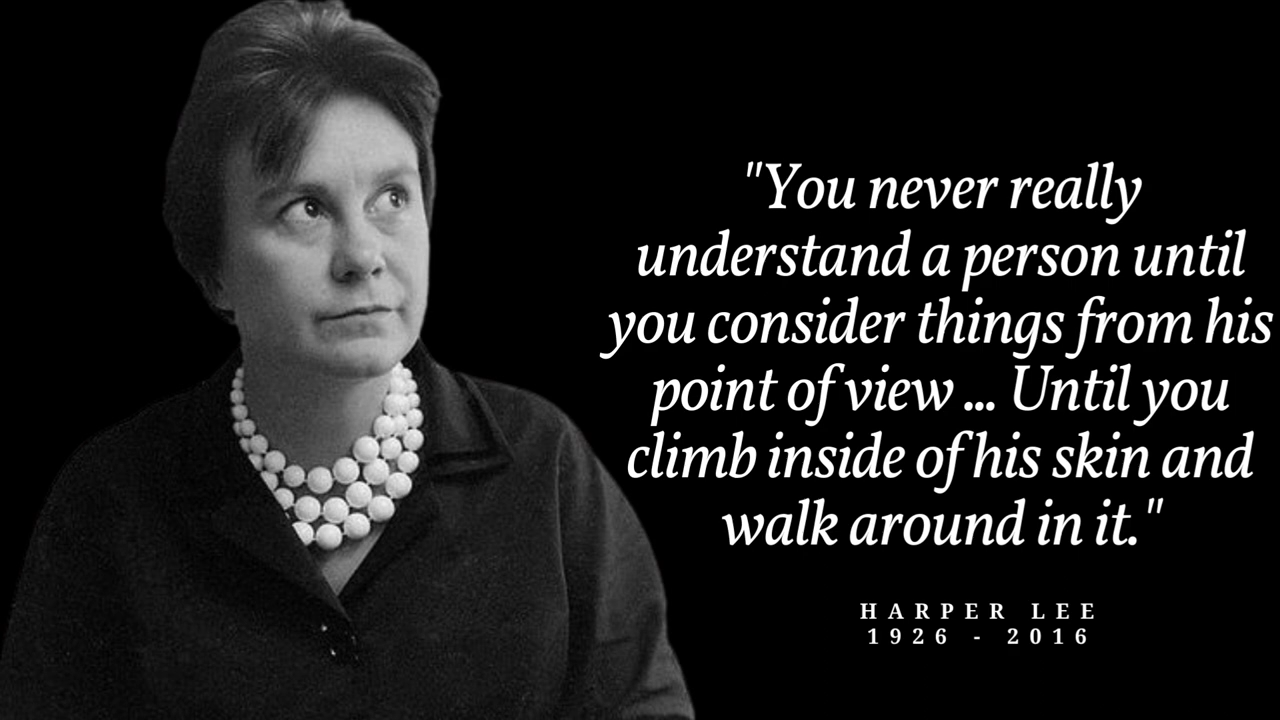 "You never really
understand a person until
you consider things from his
point of view ... Until you
climb inside of his skin and
walk around in it."
HARPER LEE
1926 - 2016